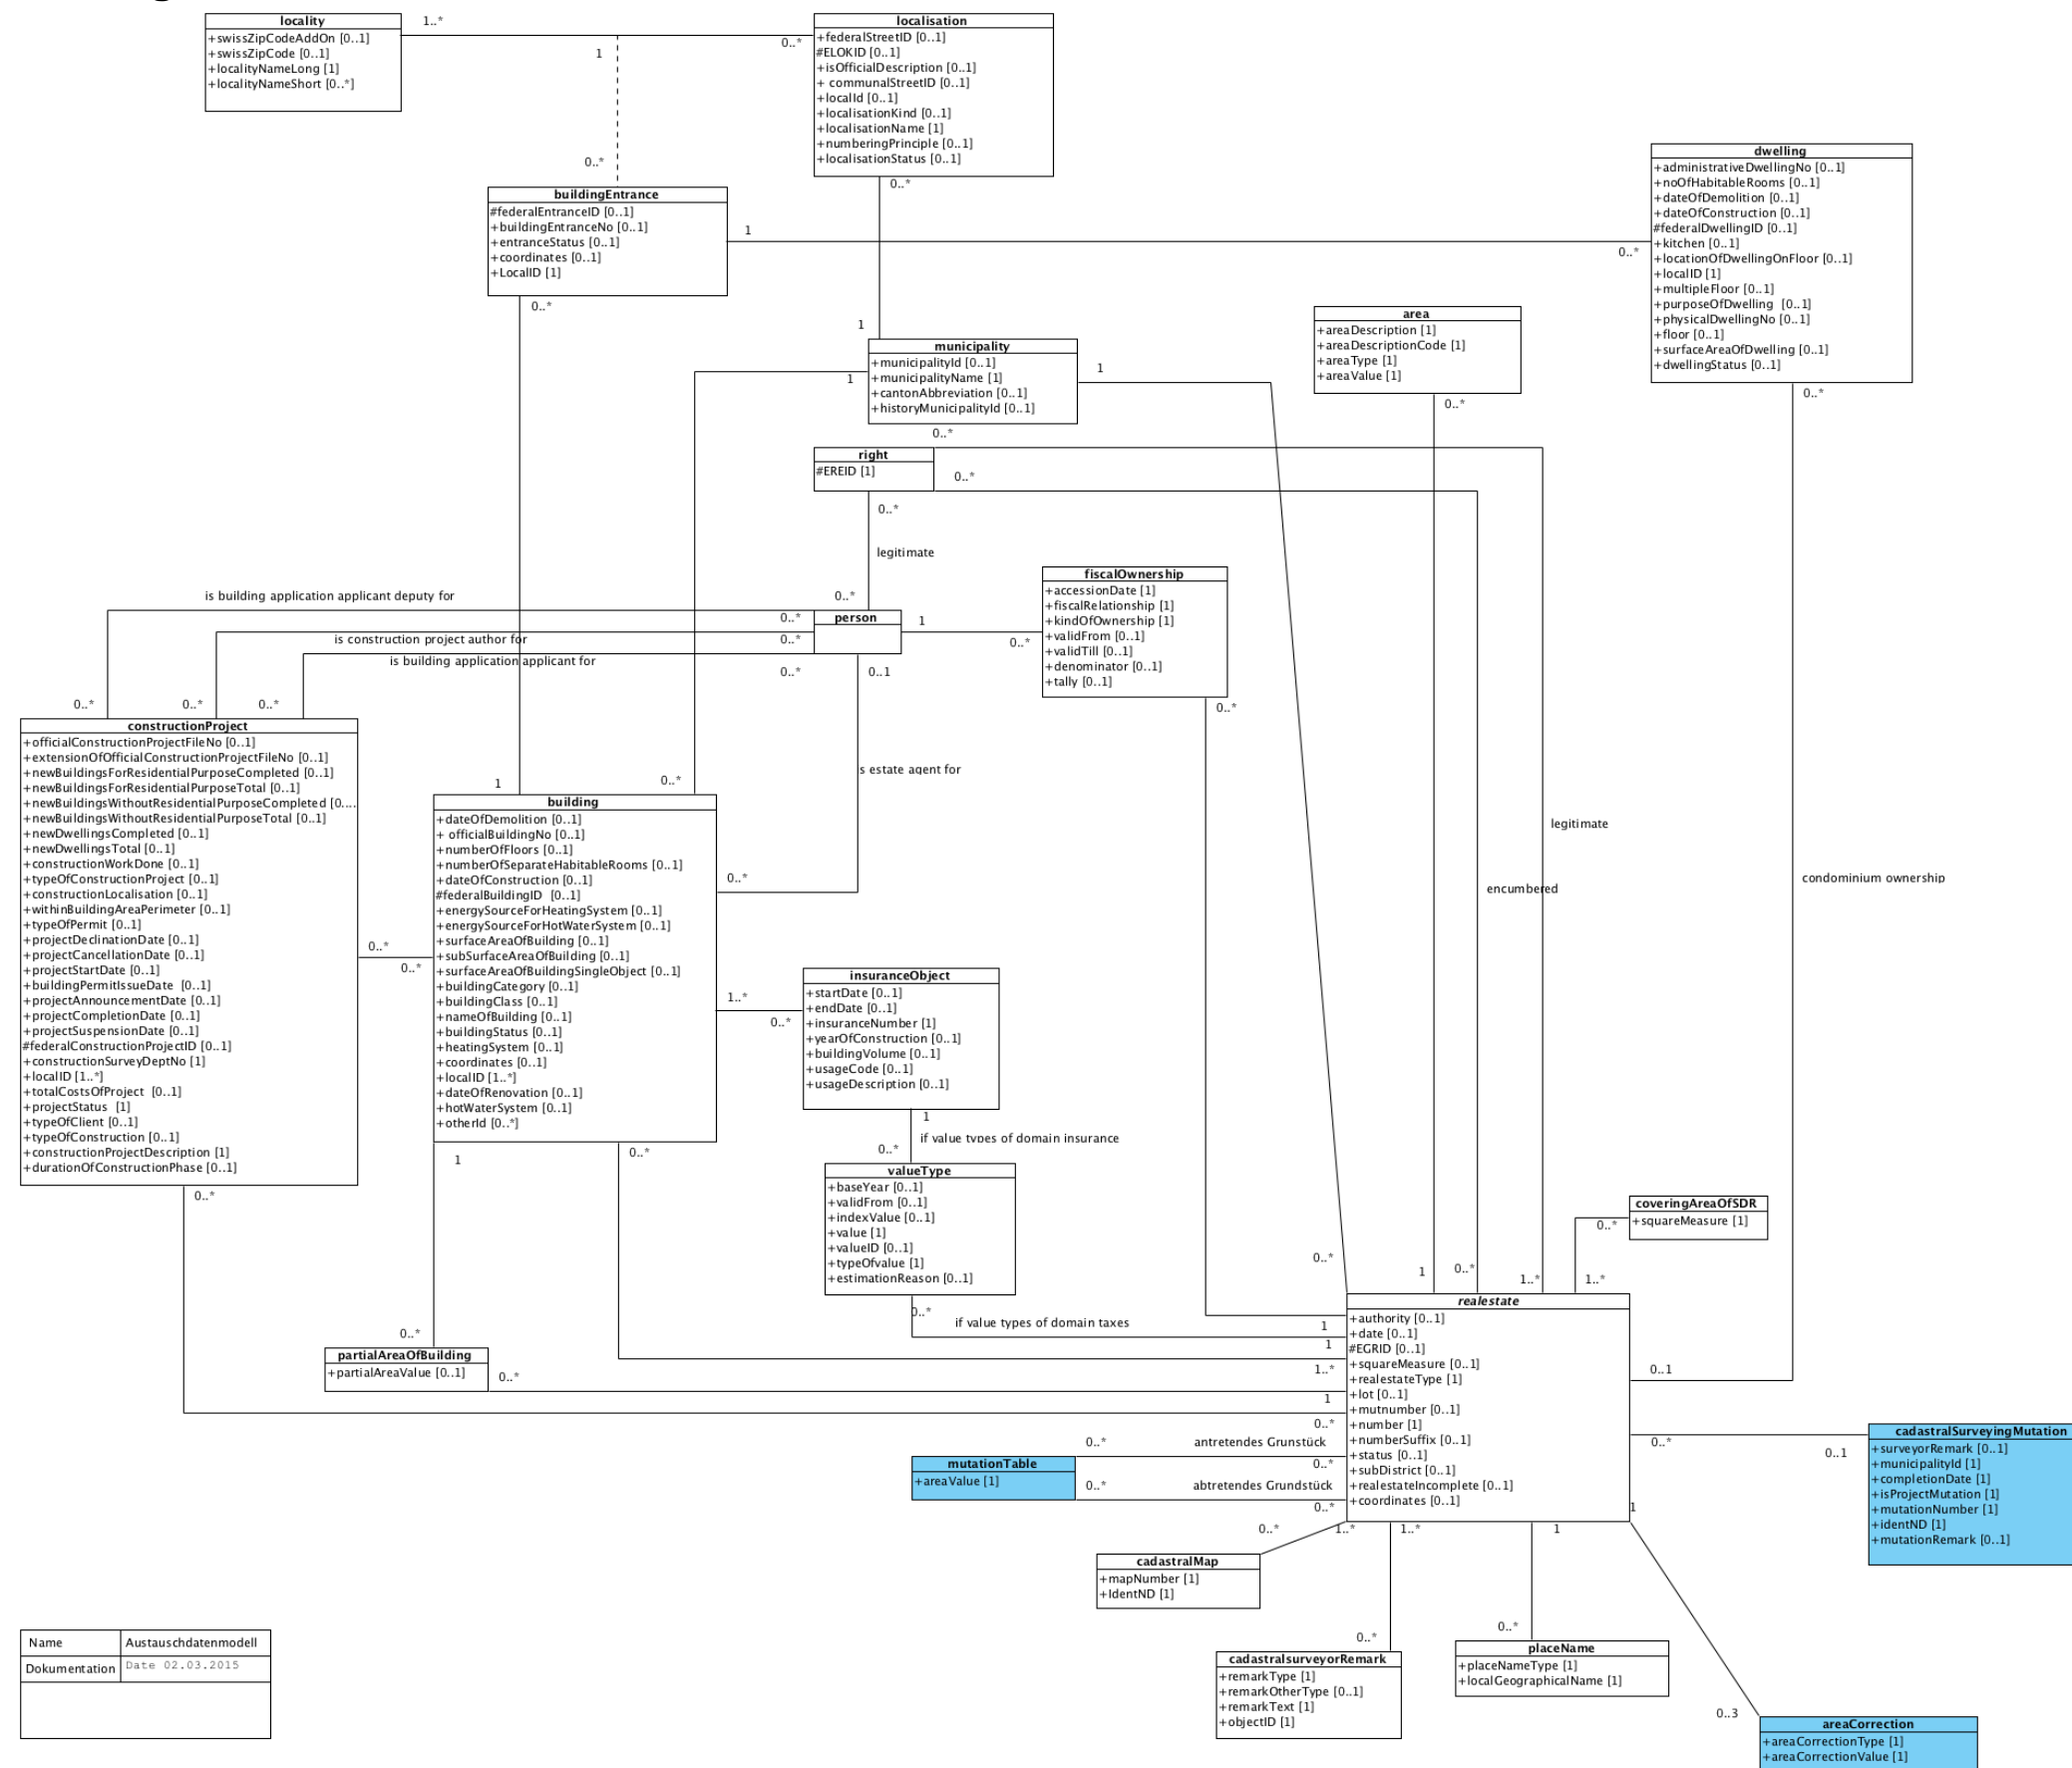 locality
+swissZipCodeAddOn [0..1]
+swissZipCode [0..1]
+localityNameLong [1]
+localityNameShort [0..*]
1..*
0..*
1
0..*
localisation
+federalStreetID [0..1]
#ELOKID [0..1]
+isOfficialDescription [0..1]
+ communalStreetID [0..1]
+localId [0..1]
+localisationKind [0..1]
+localisationName [1]
+numberingPrinciple [0..1]
+localisationStatus [0..1]
0..*
1
dwelling
+administrativeDwellingNo [0..1]
+noOfHabitableRooms [0..1]
+dateOfDemolition [0..1]
+dateOfConstruction [0..1]
#federalDwellingID [0..1]
+kitchen [0..1]
+locationOfDwellingOnFloor [0..1]
+localID [1]
+multipleFloor [0..1]
+purposeOfDwelling [0..1]
+physicalDwellingNo [0..1]
+floor [0..1]
+surfaceAreaOfDwelling [0..1]
+dwellingStatus [0..1]
0..*
buildingEntrance
#federalEntranceID [0..1]
+buildingEntranceNo [0..1]
+entranceStatus [0..1]
+coordinates [0..1]
+LocalID [1]
1
0..*
0..*
area
+areaDescription [1]
+areaDescriptionCode [1]
+areaType [1]
+areaValue [1]
0..*
municipality
+municipalityId [0..1]
+municipalityName [1]
+cantonAbbreviation [0..1]
+historyMunicipalityId [0..1]
1
1
0..*
right
#EREID [1]
0..*
0..*
legitimate
0..*
person
1
0..*
0..*
0..*
0..*
0..1
is building application applicant deputy for
is construction project author for
is building application applicant for
0..*
0..*
0..*
fiscalOwnership
+accessionDate [1]
+fiscalRelationship [1]
+kindOfOwnership [1]
+validFrom [0..1]
+validTill [0..1]
+denominator [0..1]
+tally [0..1]
0..*
constructionProject
+officialConstructionProjectFileNo [0..1]
+extensionOfOfficialConstructionProjectFileNo [0..1]
+newBuildingsForResidentialPurposeCompleted [0..1]
+newBuildingsForResidentialPurposeTotal [0..1]
+newBuildingsWithoutResidentialPurposeCompleted [0....
+newBuildingsWithoutResidentialPurposeTotal [0..1]
+newDwellingsCompleted [0..1]
+newDwellingsTotal [0..1]
+constructionWorkDone [0..1]
+typeOfConstructionProject [0..1]
+constructionLocalisation [0..1]
+withinBuildingAreaPerimeter [0..1]
+typeOfPermit [0..1]
+projectDeclinationDate [0..1]
+projectCancellationDate [0..1]
+projectStartDate [0..1]
+buildingPermitIssueDate [0..1]
+projectAnnouncementDate [0..1]
+projectCompletionDate [0..1]
+projectSuspensionDate [0..1]
#federalConstructionProjectID [0..1]
+constructionSurveyDeptNo [1]
+localID [1..*]
+totalCostsOfProject [0..1]
+projectStatus [1]
+typeOfClient [0..1]
+typeOfConstruction [0..1]
+constructionProjectDescription [1]
+durationOfConstructionPhase [0..1]
0..*
0..*
0..*
1
0..*
building
+dateOfDemolition [0..1]
+ officialBuildingNo [0..1]
+numberOfFloors [0..1]
+numberOfSeparateHabitableRooms [0..1]
+dateOfConstruction [0..1]
#federalBuildingID [0..1]
+energySourceForHeatingSystem [0..1]
+energySourceForHotWaterSystem [0..1]
+surfaceAreaOfBuilding [0..1]
+subSurfaceAreaOfBuilding [0..1]
+surfaceAreaOfBuildingSingleObject [0..1]
+buildingCategory [0..1]
+buildingClass [0..1]
+nameOfBuilding [0..1]
+buildingStatus [0..1]
+heatingSystem [0..1]
+coordinates [0..1]
+localID [1..*]
+dateOfRenovation [0..1]
+hotWaterSystem [0..1]
+otherId [0..*]
1
0..*
s estate agent for
0..*
1..*
0..*
insuranceObject
+startDate [0..1]
+endDate [0..1]
+insuranceNumber [1]
+yearOfConstruction [0..1]
+buildingVolume [0..1]
+usageCode [0..1]
+usageDescription [0..1]
1
if value types of domain insurance
0..*
valueType
+baseYear [0..1]
+validFrom [0..1]
+indexValue [0..1]
+value [1]
+valueID [0..1]
+typeOfvalue [1]
+estimationReason [0..1]
0..*
if value types of domain taxes
legitimate
encumbered
condominium ownership
coveringAreaOfSDR
+squareMeasure [1]
0..*
0..*
1
0..*
1..*
1..*
realestate
+authority [0..1]
+date [0..1]
#EGRID [0..1]
+squareMeasure [0..1]
+realestateType [1]
+lot [0..1]
+mutnumber [0..1]
+number [1]
+numberSuffix [0..1]
+status [0..1]
+subDistrict [0..1]
+realestateIncomplete [0..1]
+coordinates [0..1]
1
1
1..*
1
0..*
0..1
0..*
partialAreaOfBuilding
+partialAreaValue [0..1]
0..*
0..*
antretendes Grunstück
0..*
mutationTable
+areaValue [1]
0..*
abtretendes Grundstück
0..*
0..*
0..1
cadastralSurveyingMutation
+surveyorRemark [0..1]
+municipalityId [1]
+completionDate [1]
+isProjectMutation [1]
+mutationNumber [1]
+identND [1]
+mutationRemark [0..1]
0..*
1..*
1..*
1
1
cadastralMap
+mapNumber [1]
+IdentND [1]
0..*
cadastralsurveyorRemark
+remarkType [1]
+remarkOtherType [0..1]
+remarkText [1]
+objectID [1]
0..*
placeName
+placeNameType [1]
+localGeographicalName [1]
0..3
areaCorrection
+areaCorrectionType [1]
+areaCorrectionValue [1]
Name Austauschdatenmodell
Dokumentation Date 02.03.2015